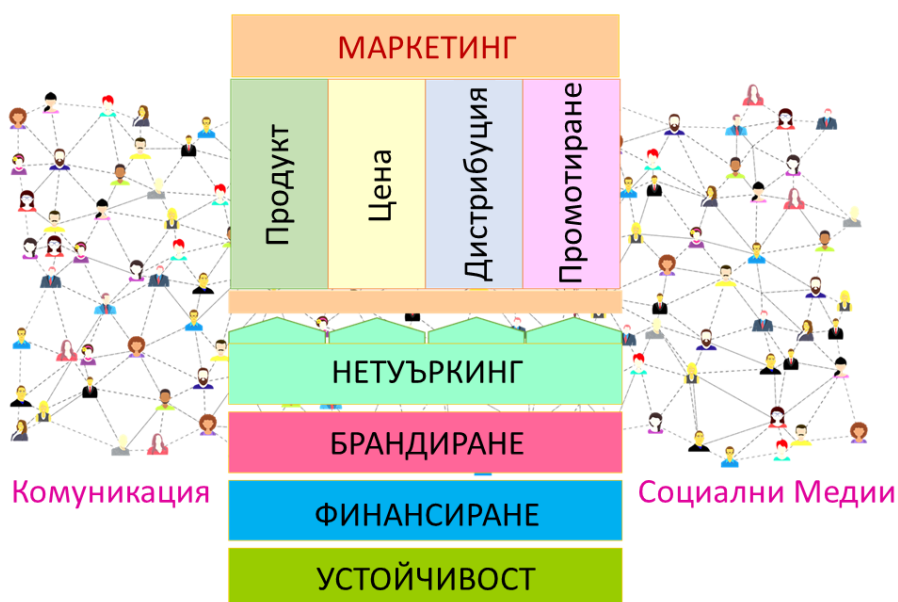 МАРКЕТИНГ
Продукт
Цена
Дистрибуция
Промотиране
НЕТУЪРКИНГ
БРАНДИРАНЕ
Комуникация
Социални Медии
ФИНАНСИРАНЕ
УСТОЙЧИВОСТ